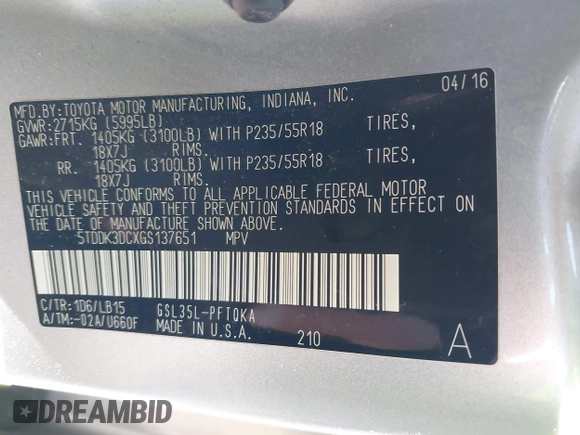 MFD.BY:TOYOTA MOTOR MANUFACTURING, INDIANA, INC. 04/16
GVWR:2715KG (5995LB)
GAWR:FRT. 1405KG (3100LB) WITH P235/55R18 TIRES,
18X7J RIMS.
RR. 1405KG (3100LB) WITH P235/55R18 TIRES,
18X7J RIMS.
THIS VEHICLE CONFORMS TO ALL APPLICABLE FEDERAL MOTOR
VEHICLE SAFETY AND THEFT PREVENTION STANDARDS IN EFFECT ON
THE DATE OF MANUFACTURE SHOWN ABOVE.
5TDDK3DCXGS137651 MPV
C/TR:1D6/LB15 GSL35L-PFTQKA
A/TM:-02A/U660F MADE IN U.S.A. 210 A
DREAMBID